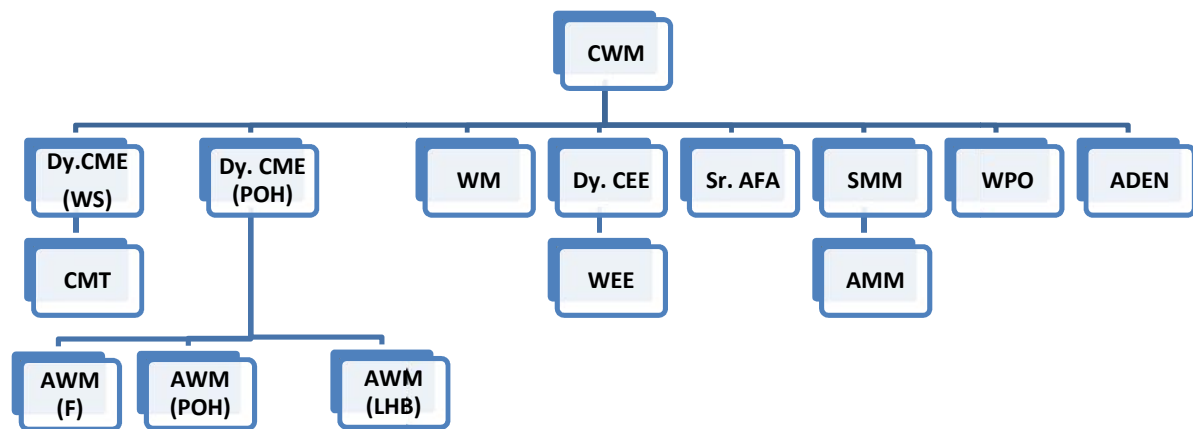 CWM
Dy.CME
(WS)
Dy. CME
(POH)
WM
Dy. CEE
Sr. AFA
SMM
WPO
ADEN
CMT
WEE
AMM
AWM
(F)
AWM
(POH)
AWM
(LHB)